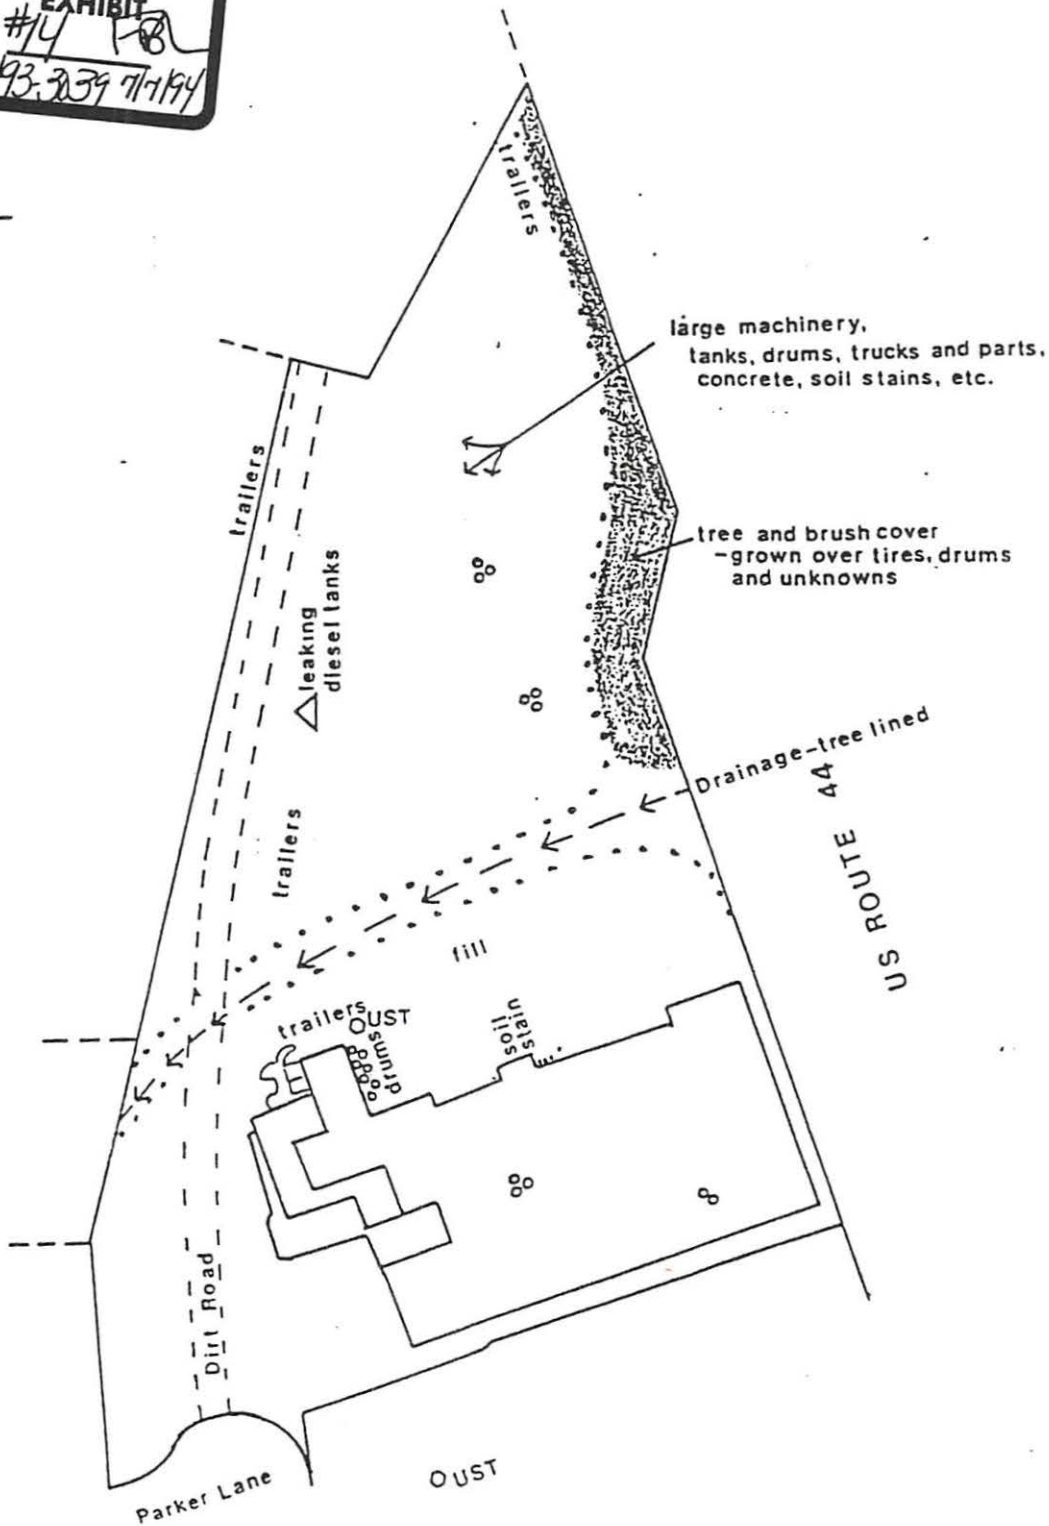 EXHIBIT
#14
93-3039 7/7/94
trailers
large machinery,
tanks, drums, trucks and parts,
concrete, soil stains, etc.
trailers
tree and brush cover
-grown over tires, drums
and unknowns
leaking
diesel tanks
Drainage-tree lined
US ROUTE 44
trailers
fill
trailers
UST
drums
soil
stain
Dirt Road
UST
Parker Lane